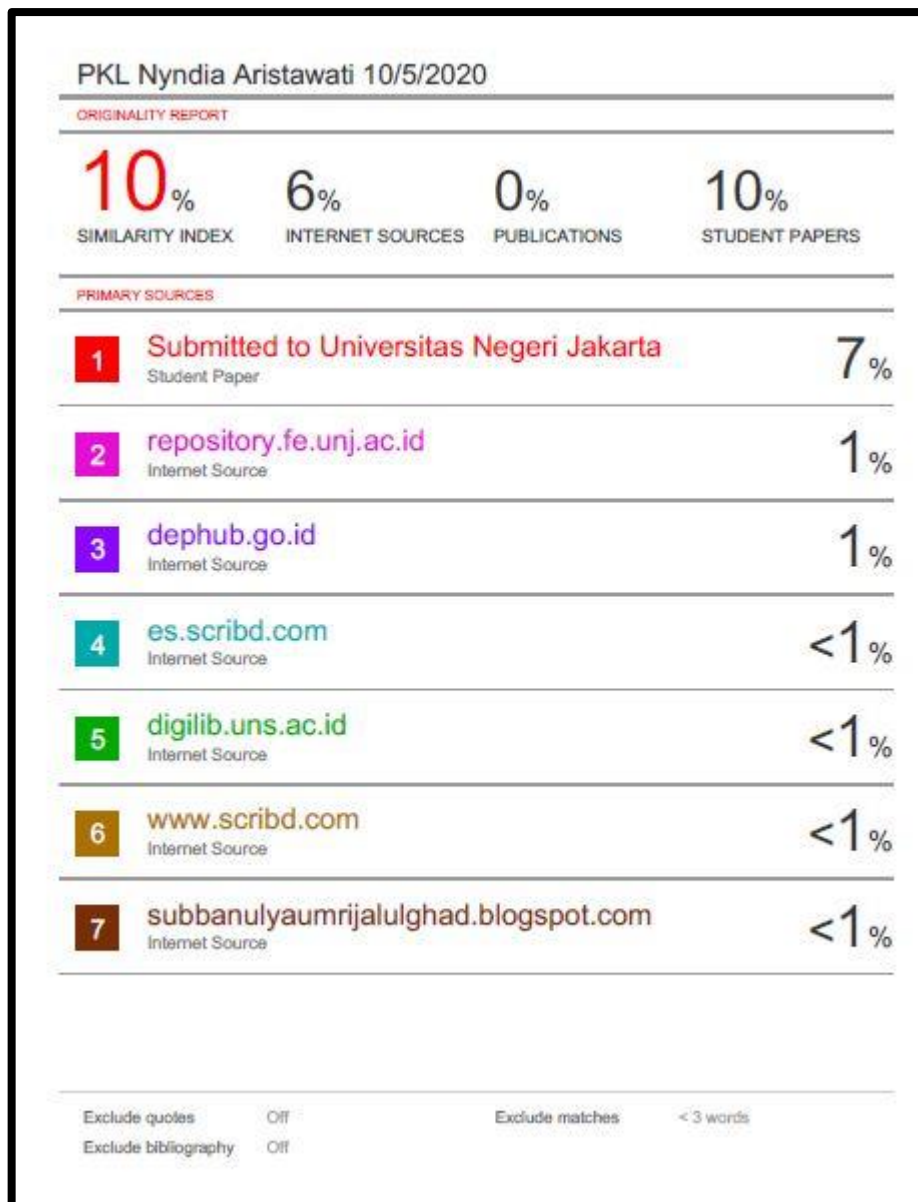 PKL Nyndia Aristawati 10/5/2020
ORIGINALITY REPORT
10% 6% 0% 10%
SIMILARITY INDEX INTERNET SOURCES PUBLICATIONS STUDENT PAPERS
PRIMARY SOURCES
1 Submitted to Universitas Negeri Jakarta 7%
Student Paper
2 repository.fe.unj.ac.id 1%
Internet Source
3 dephub.go.id 1%
Internet Source
4 es.scribd.com <1%
Internet Source
5 digilib.uns.ac.id <1%
Internet Source
6 www.scribd.com <1%
Internet Source
7 subbanulyaumrijalulghad.blogspot.com <1%
Internet Source
Exclude quotes Off Exclude matches < 3 words
Exclude bibliography Off